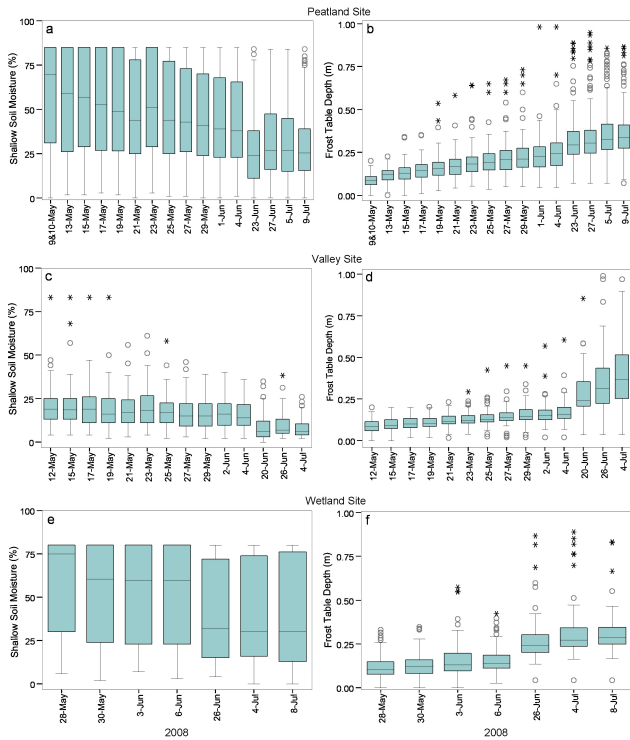 Peatland Site
a
Shallow Soil Moisture (%)
100
75
50
25
0
9&10-May
13-May
15-May
17-May
19-May
21-May
23-May
25-May
27-May
29-May
1-Jun
4-Jun
23-Jun
27-Jun
5-Jul
9-Jul
b
Frost Table Depth (m)
1.00
0.75
0.50
0.25
0.00
9&10-May
13-May
15-May
17-May
19-May
21-May
23-May
25-May
27-May
29-May
1-Jun
4-Jun
23-Jun
27-Jun
5-Jul
9-Jul
Valley Site
c
Shallow Soil Moisture (%)
100
75
50
25
0
12-May
15-May
17-May
19-May
21-May
23-May
25-May
27-May
29-May
2-Jun
4-Jun
20-Jun
26-Jun
4-Jul
d
Frost Table Depth (m)
1.00
0.75
0.50
0.25
0.00
12-May
15-May
17-May
19-May
21-May
23-May
25-May
27-May
29-May
2-Jun
4-Jun
20-Jun
26-Jun
4-Jul
Wetland Site
e
Shallow Soil Moisture (%)
100
75
50
25
0
28-May
30-May
3-Jun
6-Jun
26-Jun
4-Jul
8-Jul
2008
f
Frost Table Depth (m)
1.00
0.75
0.50
0.25
0.00
28-May
30-May
3-Jun
6-Jun
26-Jun
4-Jul
8-Jul
2008